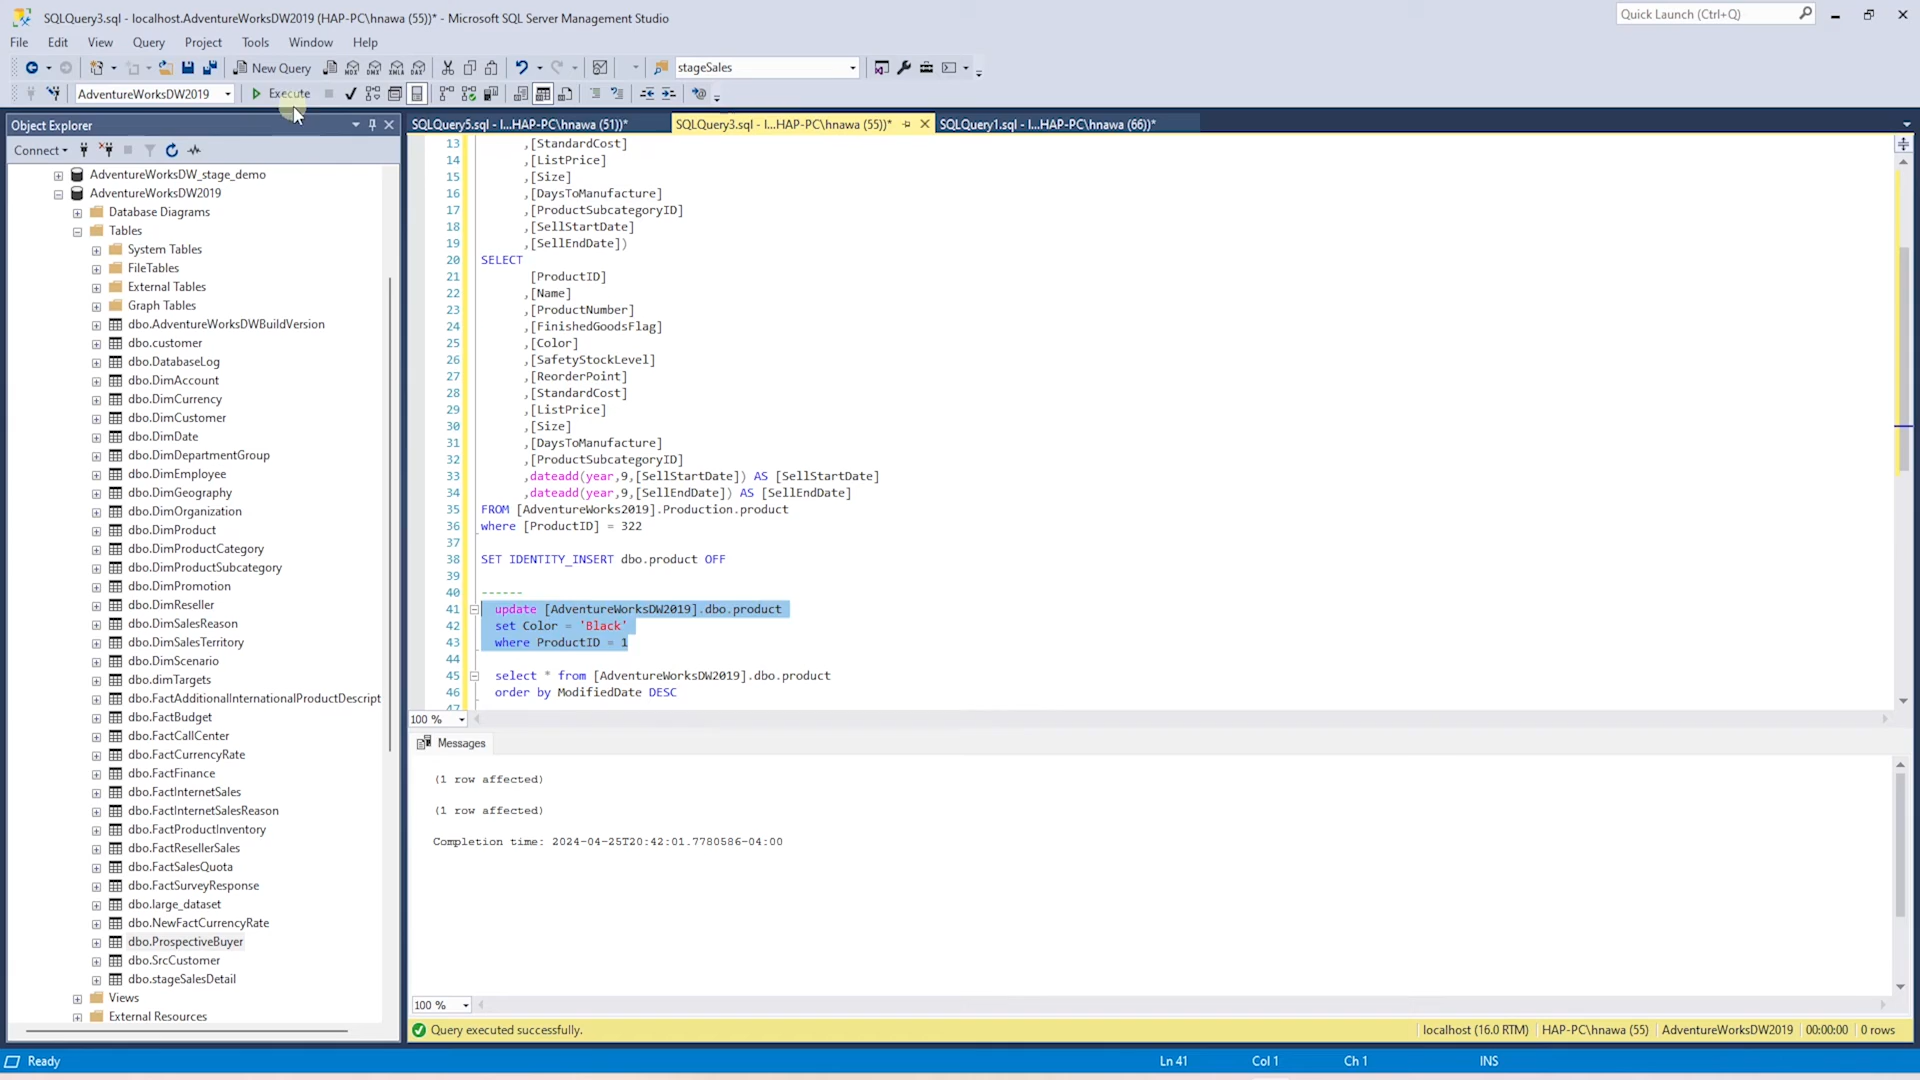 SQLQuery3.sql - localhost.AdventureWorksDW2019 (HAP-PC\hnawa (55))* - Microsoft SQL Server Management Studio
Quick Launch (Ctrl+Q)
File Edit View Query Project Tools Window Help
New Query MDX DMX XMLA DAX stageSales
AdventureWorksDW2019 Execute
Object Explorer
SQLQuery5.sql - l...HAP-PC\hnawa (51))* SQLQuery3.sql - l...HAP-PC\hnawa (55))* SQLQuery1.sql - l...HAP-PC\hnawa (66))*
Connect
AdventureWorksDW_stage_demo
AdventureWorksDW2019
Database Diagrams
Tables
System Tables
FileTables
External Tables
Graph Tables
dbo.AdventureWorksDWBuildVersion
dbo.customer
dbo.DatabaseLog
dbo.DimAccount
dbo.DimCurrency
dbo.DimCustomer
dbo.DimDate
dbo.DimDepartmentGroup
dbo.DimEmployee
dbo.DimGeography
dbo.DimOrganization
dbo.DimProduct
dbo.DimProductCategory
dbo.DimProductSubcategory
dbo.DimPromotion
dbo.DimReseller
dbo.DimSalesReason
dbo.DimSalesTerritory
dbo.DimScenario
dbo.dimTargets
dbo.FactAdditionalInternationalProductDescript
dbo.FactBudget
dbo.FactCallCenter
dbo.FactCurrencyRate
dbo.FactFinance
dbo.FactInternetSales
dbo.FactInternetSalesReason
dbo.FactProductInventory
dbo.FactResellerSales
dbo.FactSalesQuota
dbo.FactSurveyResponse
dbo.large_dataset
dbo.NewFactCurrencyRate
dbo.ProspectiveBuyer
dbo.SrcCustomer
dbo.stageSalesDetail
Views
External Resources
13 ,[StandardCost]
14 ,[ListPrice]
15 ,[Size]
16 ,[DaysToManufacture]
17 ,[ProductSubcategoryID]
18 ,[SellStartDate]
19 ,[SellEndDate])
20 SELECT
21 [ProductID]
22 ,[Name]
23 ,[ProductNumber]
24 ,[FinishedGoodsFlag]
25 ,[Color]
26 ,[SafetyStockLevel]
27 ,[ReorderPoint]
28 ,[StandardCost]
29 ,[ListPrice]
30 ,[Size]
31 ,[DaysToManufacture]
32 ,[ProductSubcategoryID]
33 ,dateadd(year,9,[SellStartDate]) AS [SellStartDate]
34 ,dateadd(year,9,[SellEndDate]) AS [SellEndDate]
35 FROM [AdventureWorks2019].Production.product
36 where [ProductID] = 322
37
38 SET IDENTITY_INSERT dbo.product OFF
39
40 ------
41 update [AdventureWorksDW2019].dbo.product
42 set Color = 'Black'
43 where ProductID = 1
44
45 select * from [AdventureWorksDW2019].dbo.product
46 order by ModifiedDate DESC
47
100 %
Messages
(1 row affected)
(1 row affected)
Completion time: 2024-04-25T20:42:01.7780586-04:00
100 %
Query executed successfully. localhost (16.0 RTM) HAP-PC\hnawa (55) AdventureWorksDW2019 00:00:00 0 rows
Ready Ln 41 Col 1 Ch 1 INS